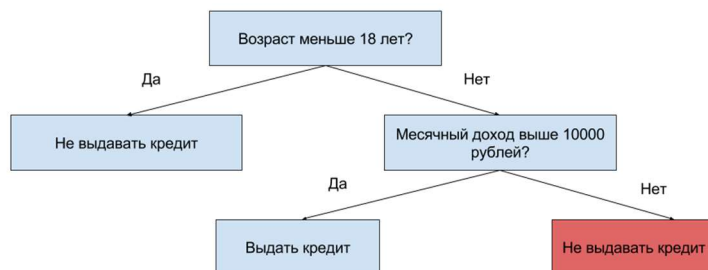 Возраст меньше 18 лет?
Да
Нет
Не выдавать кредит
Месячный доход выше 10000
рублей?
Да
Нет
Выдать кредит
Не выдавать кредит